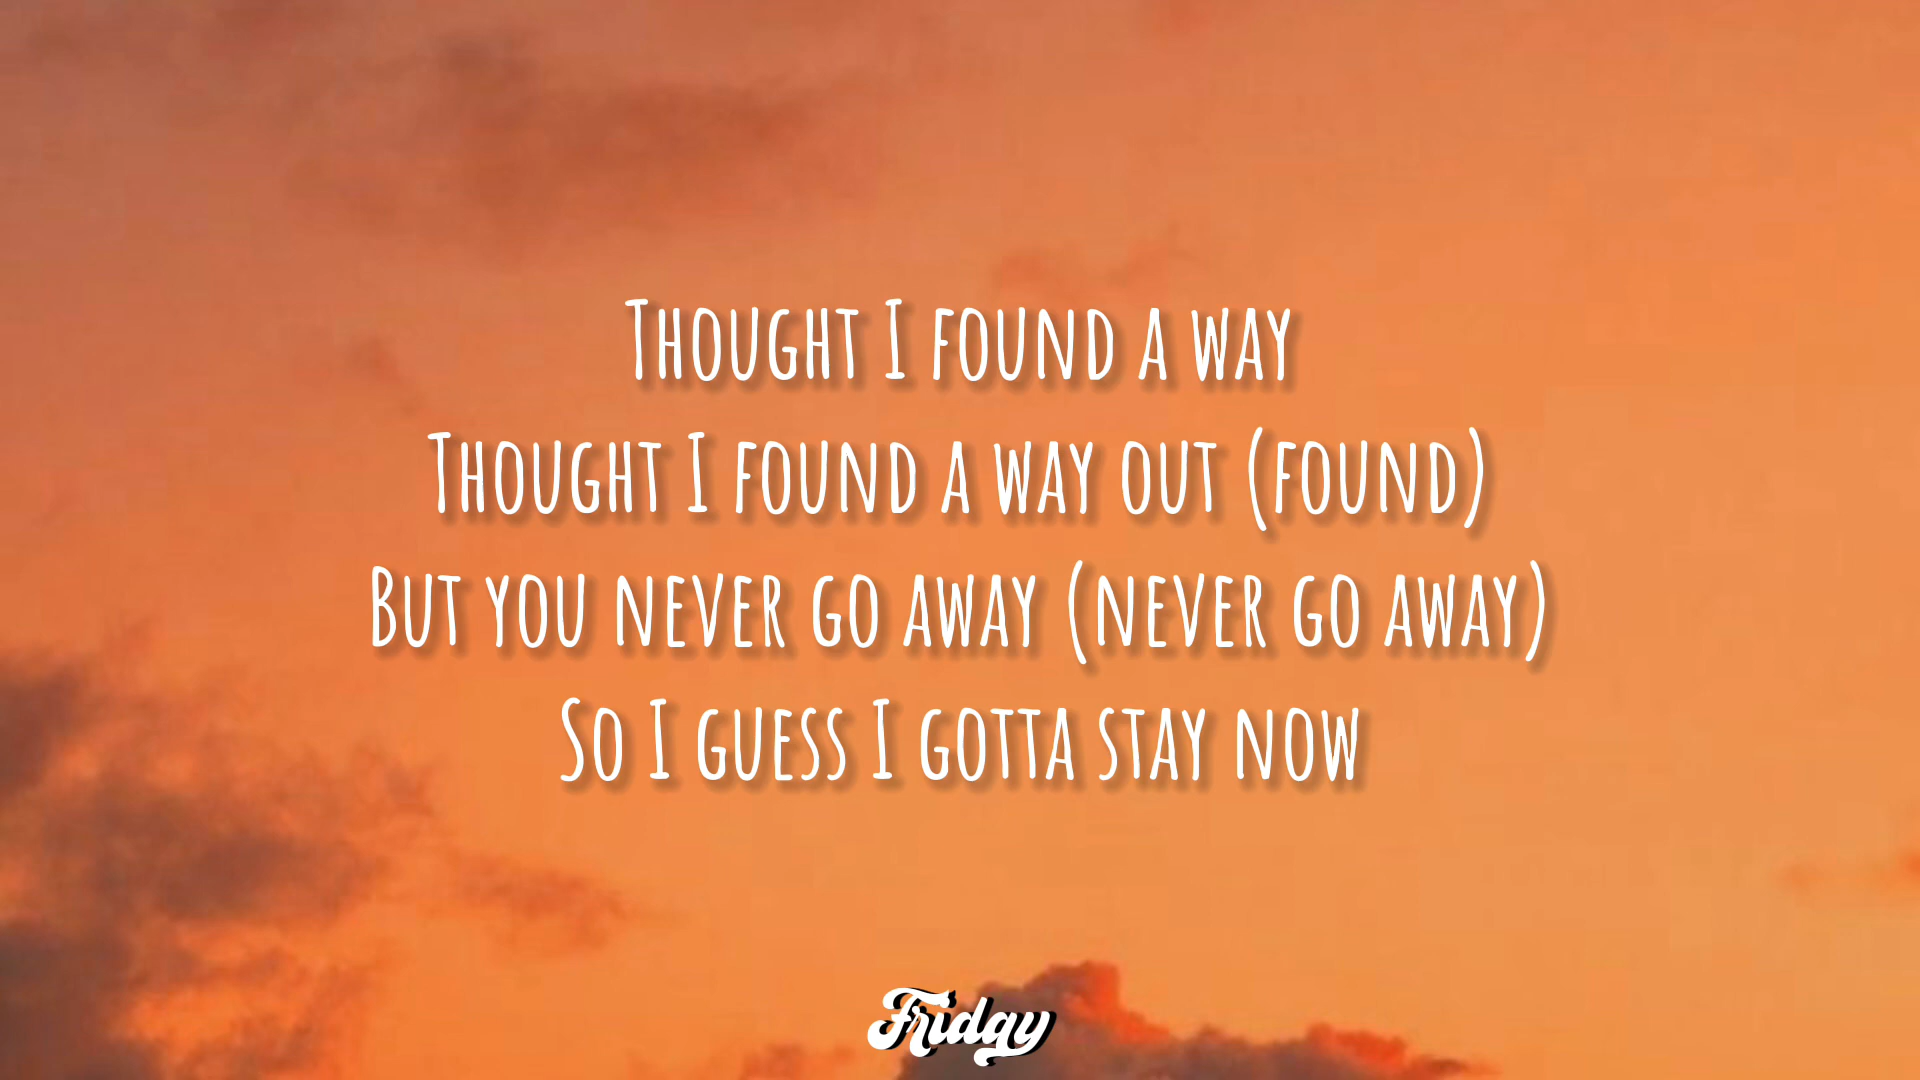 Thought I found a way
Thought I found a way out (found)
But you never go away (never go away)
So I guess I gotta stay now
Friday